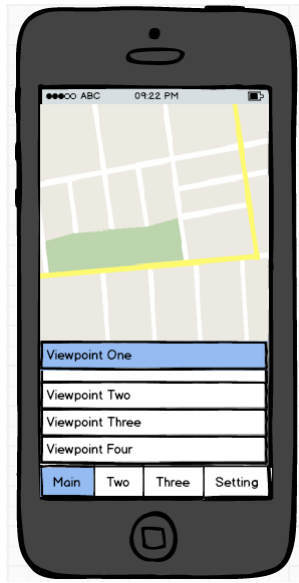 ABC 09:22 PM
Viewpoint One
Viewpoint Two
Viewpoint Three
Viewpoint Four
Main Two Three Setting